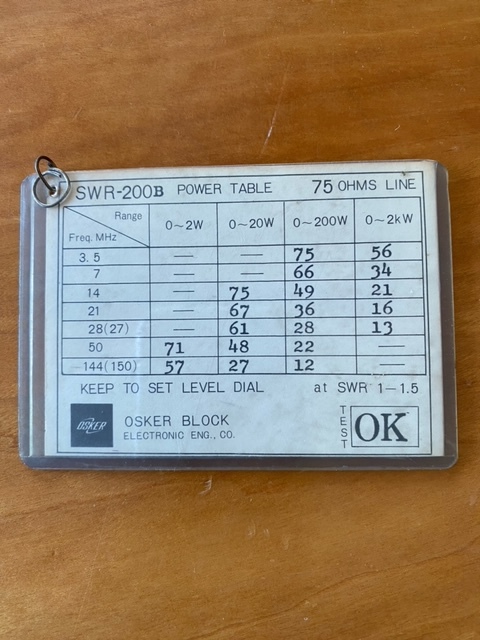 SWR-200B POWER TABLE 75 OHMS LINE
Range Freq. MHz 0~2W 0~20W 0~200W 0~2kW
3.5 — — 75 56
7 — — 66 34
14 — 75 49 21
21 — 67 36 16
28(27) — 61 28 13
50 71 48 22 —
144(150) 57 27 12 —
KEEP TO SET LEVEL DIAL at SWR 1—1.5
OSKER OSKER BLOCK
ELECTRONIC ENG., CO.
TEST OK